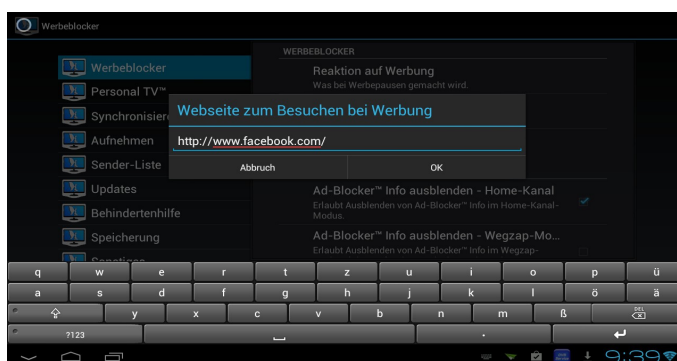 Werbeblocker
WERBEBLOCKER
Werbeblocker
Reaktion auf Werbung
Was bei Werbepausen gemacht wird.
Personal TV™
Synchronisier
Webseite zum Besuchen bei Werbung
http://www.facebook.com/
Abbruch
OK
Aufnehmen
Sender-Liste
Updates
Ad-Blocker™ Info ausblenden - Home-Kanal
Erlaubt Ausblenden von Ad-Blocker™ Info im Home-Kanal-
Modus.
Behindertenhilfe
Speicherung
Ad-Blocker™ Info ausblenden - Wegzap-Mo...
Erlaubt Ausblenden von Ad-Blocker™ Info im Wegzap-
Sonstiges
q w e r t z u i o p ü
a s d f g h j k l ö ä
y x c v b n m ß DEL
?123 .
9:39